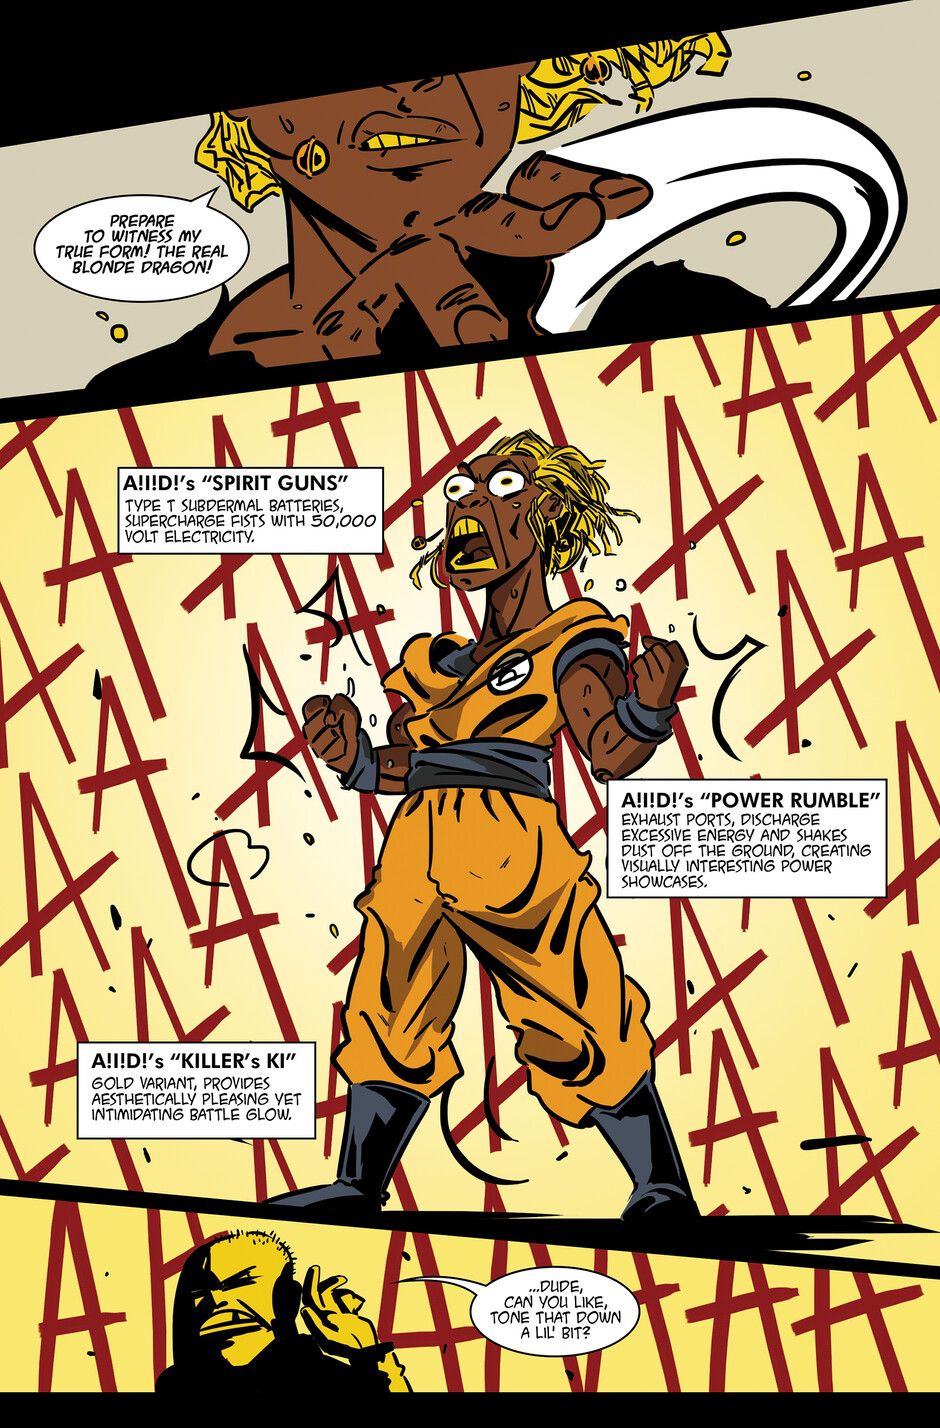 PREPARE
TO WITNESS MY
TRUE FORM! THE REAL
BLONDE DRAGON!
A!I!D!'s “SPIRIT GUNS”
TYPE T SUBDERMAL BATTERIES,
SUPERCHARGE FISTS WITH 50,000
VOLT ELECTRICITY.
A!I!D!'s “POWER RUMBLE”
EXHAUST PORTS, DISCHARGE
EXCESSIVE ENERGY AND SHAKES
DUST OFF THE GROUND, CREATING
VISUALLY INTERESTING POWER
SHOWCASES.
A!I!D!'s “KILLER's KI”
GOLD VARIANT, PROVIDES
AESTHETICALLY PLEASING YET
INTIMIDATING BATTLE GLOW.
...DUDE,
CAN YOU LIKE,
TONE THAT DOWN
A LIL' BIT?